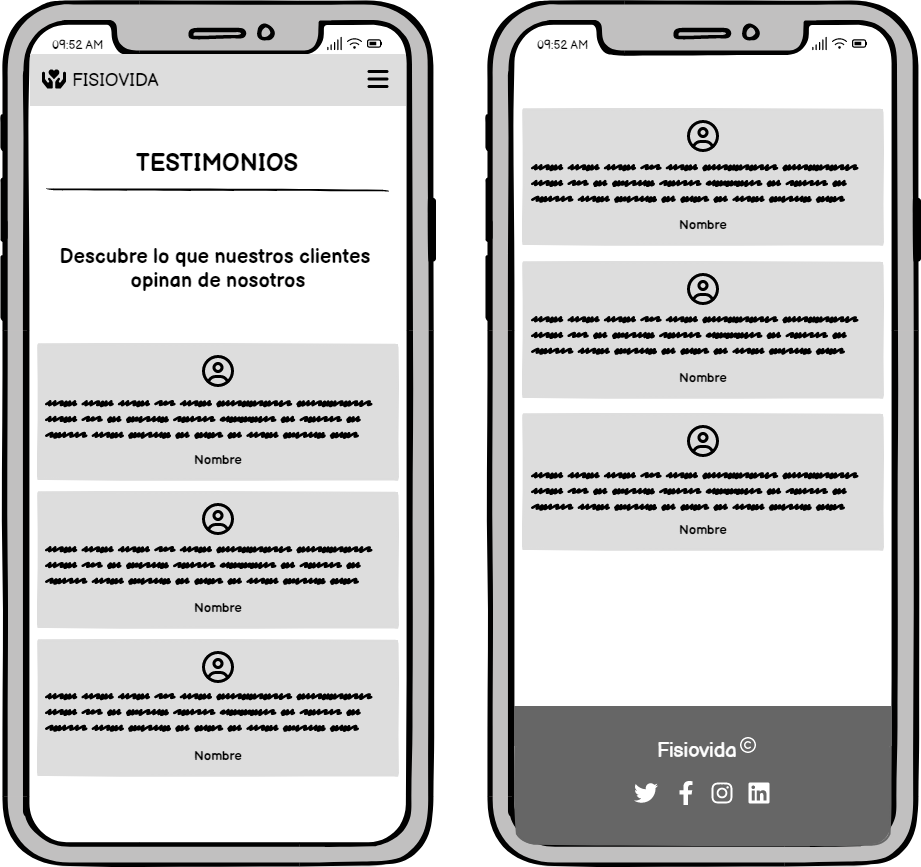 09:52 AM
FISIOVIDA
TESTIMONIOS
Descubre lo que nuestros clientes
opinan de nosotros
Nombre
Nombre
Nombre
09:52 AM
Nombre
Nombre
Nombre
Fisiovida ©